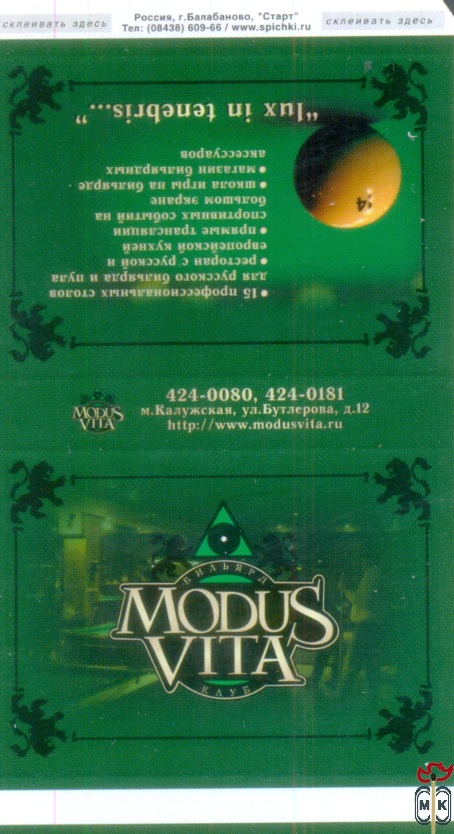 склеивать здесь
Россия, г.Балабаново, "Старт"
Тел: (08438) 609-66 / www.spichki.ru
склеивать здесь
"lux in tenebris..."
• 15 профессиональных столов
для русского бильярда и пула
• ресторан с русской и
европейской кухней
• прямые трансляции
спортивных событий на
большом экране
• школа игры на бильярде
• магазин бильярдных
аксессуаров
14
MODUS
VITA
424-0080, 424-0181
м.Калужская, ул.Бутлерова, д.12
http://www.modusvita.ru
БИЛЬЯРД
MODUS
VITA
КЛУБ
МК